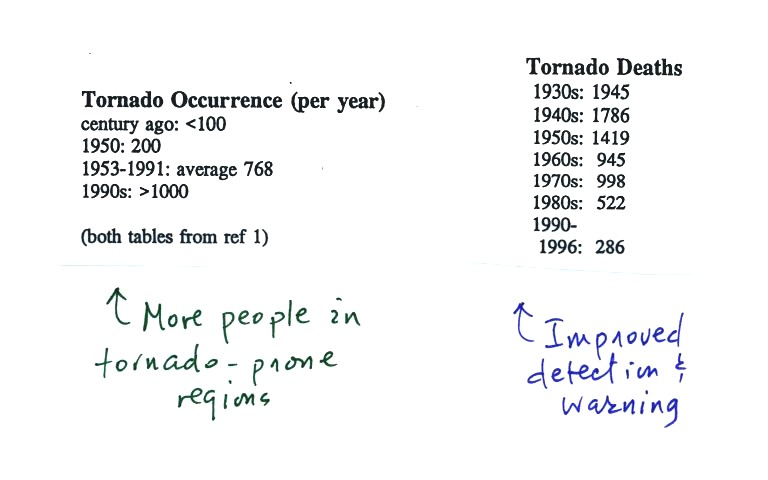 Tornado Occurrence (per year)
century ago: <100
1950: 200
1953-1991: average 768
1990s: >1000
(both tables from ref 1)
↑ More people in
tornado-prone
regions
Tornado Deaths
1930s: 1945
1940s: 1786
1950s: 1419
1960s: 945
1970s: 998
1980s: 522
1990-
1996: 286
↑ Improved
detection &
warning